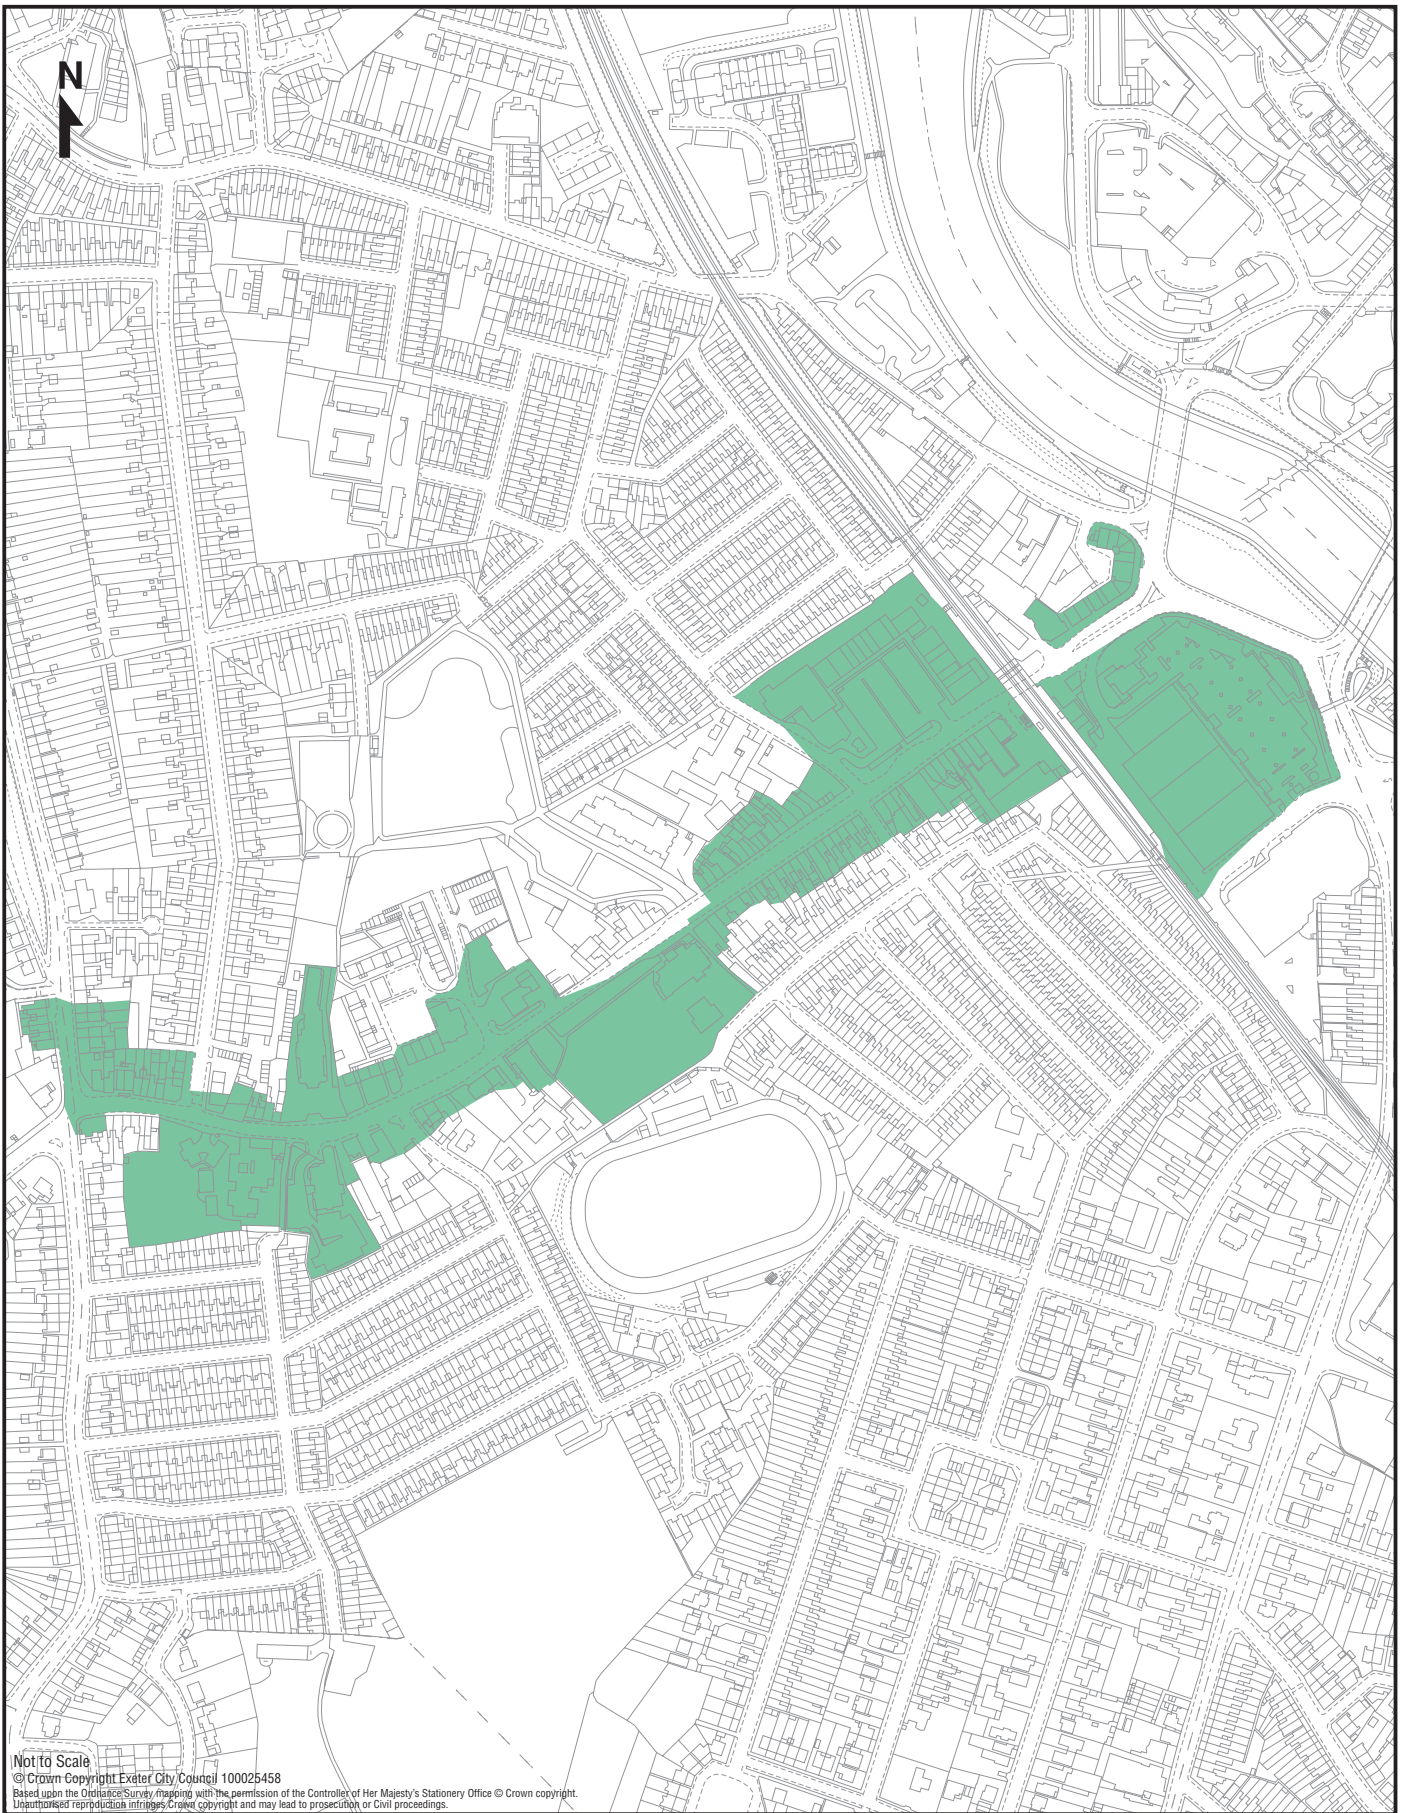 N
Not to Scale
© Crown Copyright Exeter City Council 100025458
Based upon the Ordnance Survey mapping with the permission of the Controller of Her Majesty's Stationery Office © Crown copyright.
Unauthorised reproduction infringes Crown copyright and may lead to prosecution or Civil proceedings.